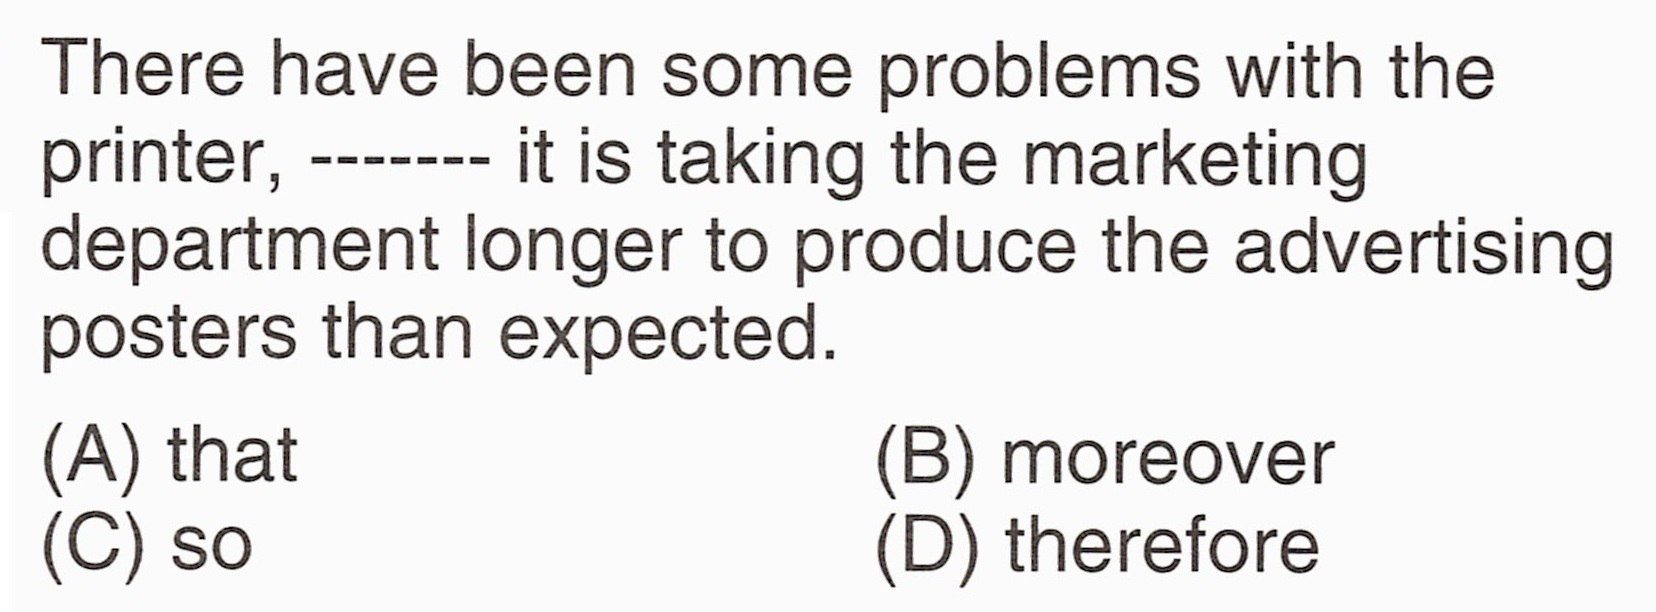 There have been some problems with the
printer, ------- it is taking the marketing
department longer to produce the advertising
posters than expected.
(A) that
(B) moreover
(C) so
(D) therefore